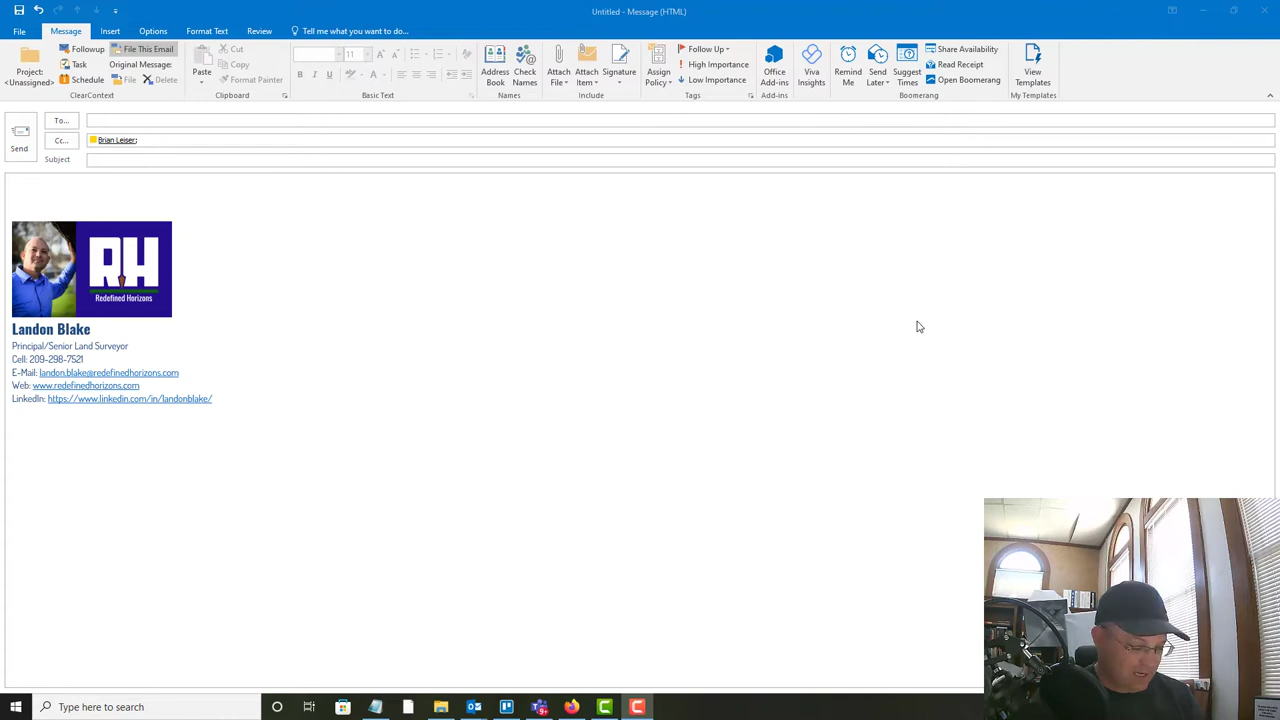 Untitled - Message (HTML)
File Message Insert Options Format Text Review Tell me what you want to do...
Project: <Unassigned>
Followup
Task
Schedule
File This Email
Original Message:
File Delete
ClearContext
Paste
Cut
Copy
Format Painter
Clipboard
11
B I U
Basic Text
Address Book
Check Names
Names
Attach File
Attach Item
Signature
Include
Assign Policy
Follow Up
High Importance
Low Importance
Tags
Office Add-ins
Add-ins
Viva Insights
Remind Me
Send Later
Suggest Times
Share Availability
Read Receipt
Open Boomerang
Boomerang
View Templates
My Templates
Send
To...
Cc... Brian Leiser;
Subject
RH
Redefined Horizons
Landon Blake
Principal/Senior Land Surveyor
Cell: 209-298-7521
E-Mail: landon.blake@redefinedhorizons.com
Web: www.redefinedhorizons.com
LinkedIn: https://www.linkedin.com/in/landonblake/
Type here to search